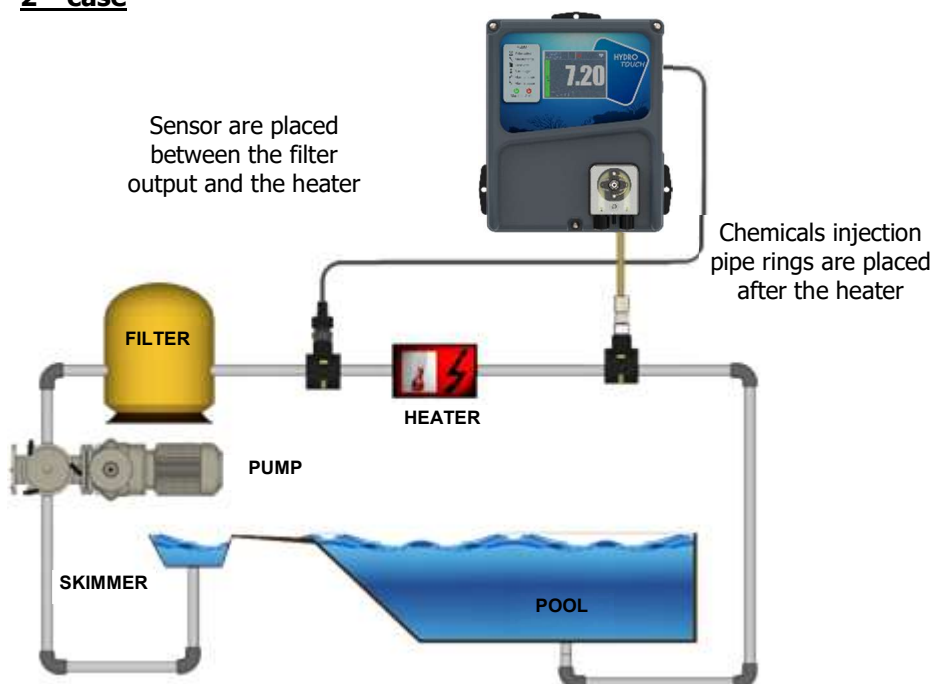 case
HYDRO
TOUCH
7.20
Sensor are placed
between the filter
output and the heater
Chemicals injection
pipe rings are placed
after the heater
FILTER
HEATER
PUMP
SKIMMER
POOL